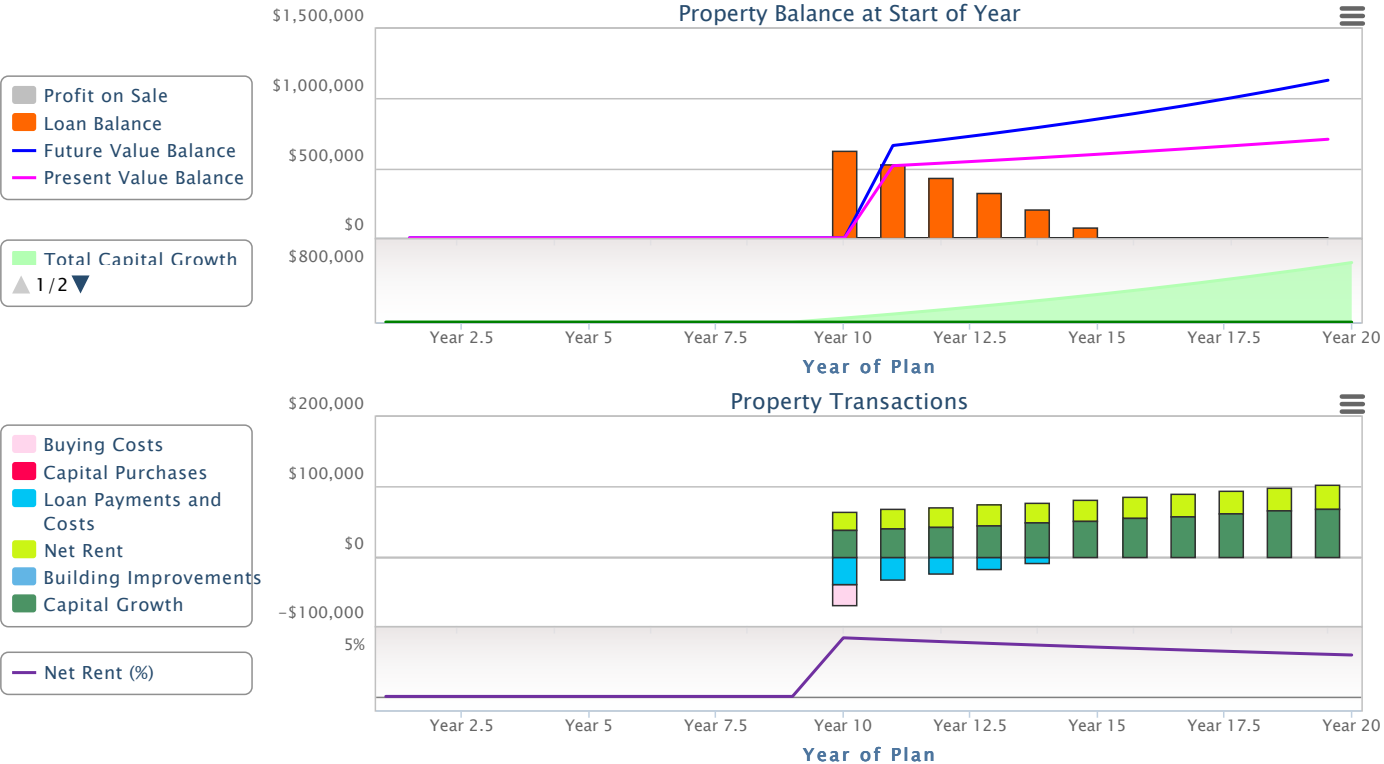 Property Balance at Start of Year
$1,500,000
$1,000,000
$500,000
$0
$800,000
Profit on Sale
Loan Balance
Future Value Balance
Present Value Balance
Total Capital Growth
1/2
Year 2.5 Year 5 Year 7.5 Year 10 Year 12.5 Year 15 Year 17.5 Year 20
Year of Plan
Property Transactions
$200,000
$100,000
$0
-$100,000
5%
Buying Costs
Capital Purchases
Loan Payments and
Costs
Net Rent
Building Improvements
Capital Growth
Net Rent (%)
Year 2.5 Year 5 Year 7.5 Year 10 Year 12.5 Year 15 Year 17.5 Year 20
Year of Plan